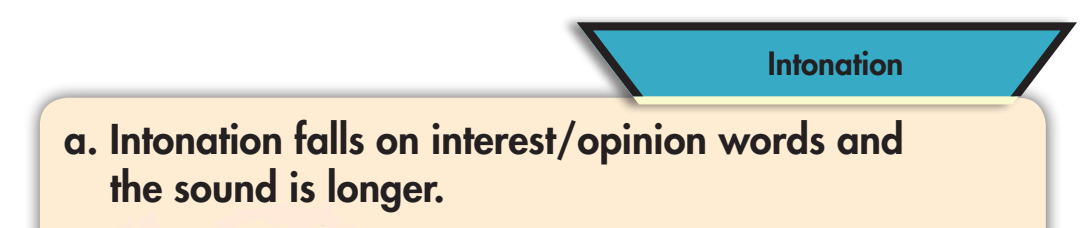 Intonation
a. Intonation falls on interest/opinion words and
the sound is longer.